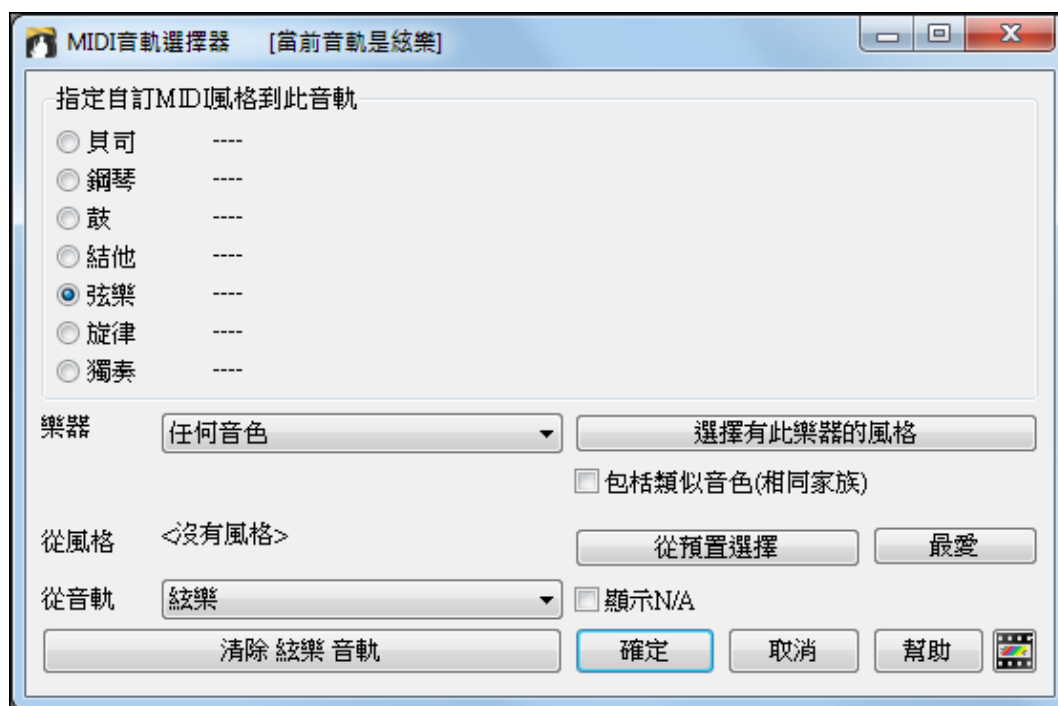 MIDI音軌選擇器 [當前音軌是絃樂]
指定自訂MIDI風格到此音軌
貝司 ----
鋼琴 ----
鼓 ----
結他 ----
弦樂 ----
旋律 ----
獨奏 ----
樂器 任何音色 選擇有此樂器的風格
包括類似音色(相同家族)
從風格 <沒有風格> 從預置選擇 最愛
從音軌 絃樂 顯示N/A
清除 絃樂 音軌 確定 取消 幫助